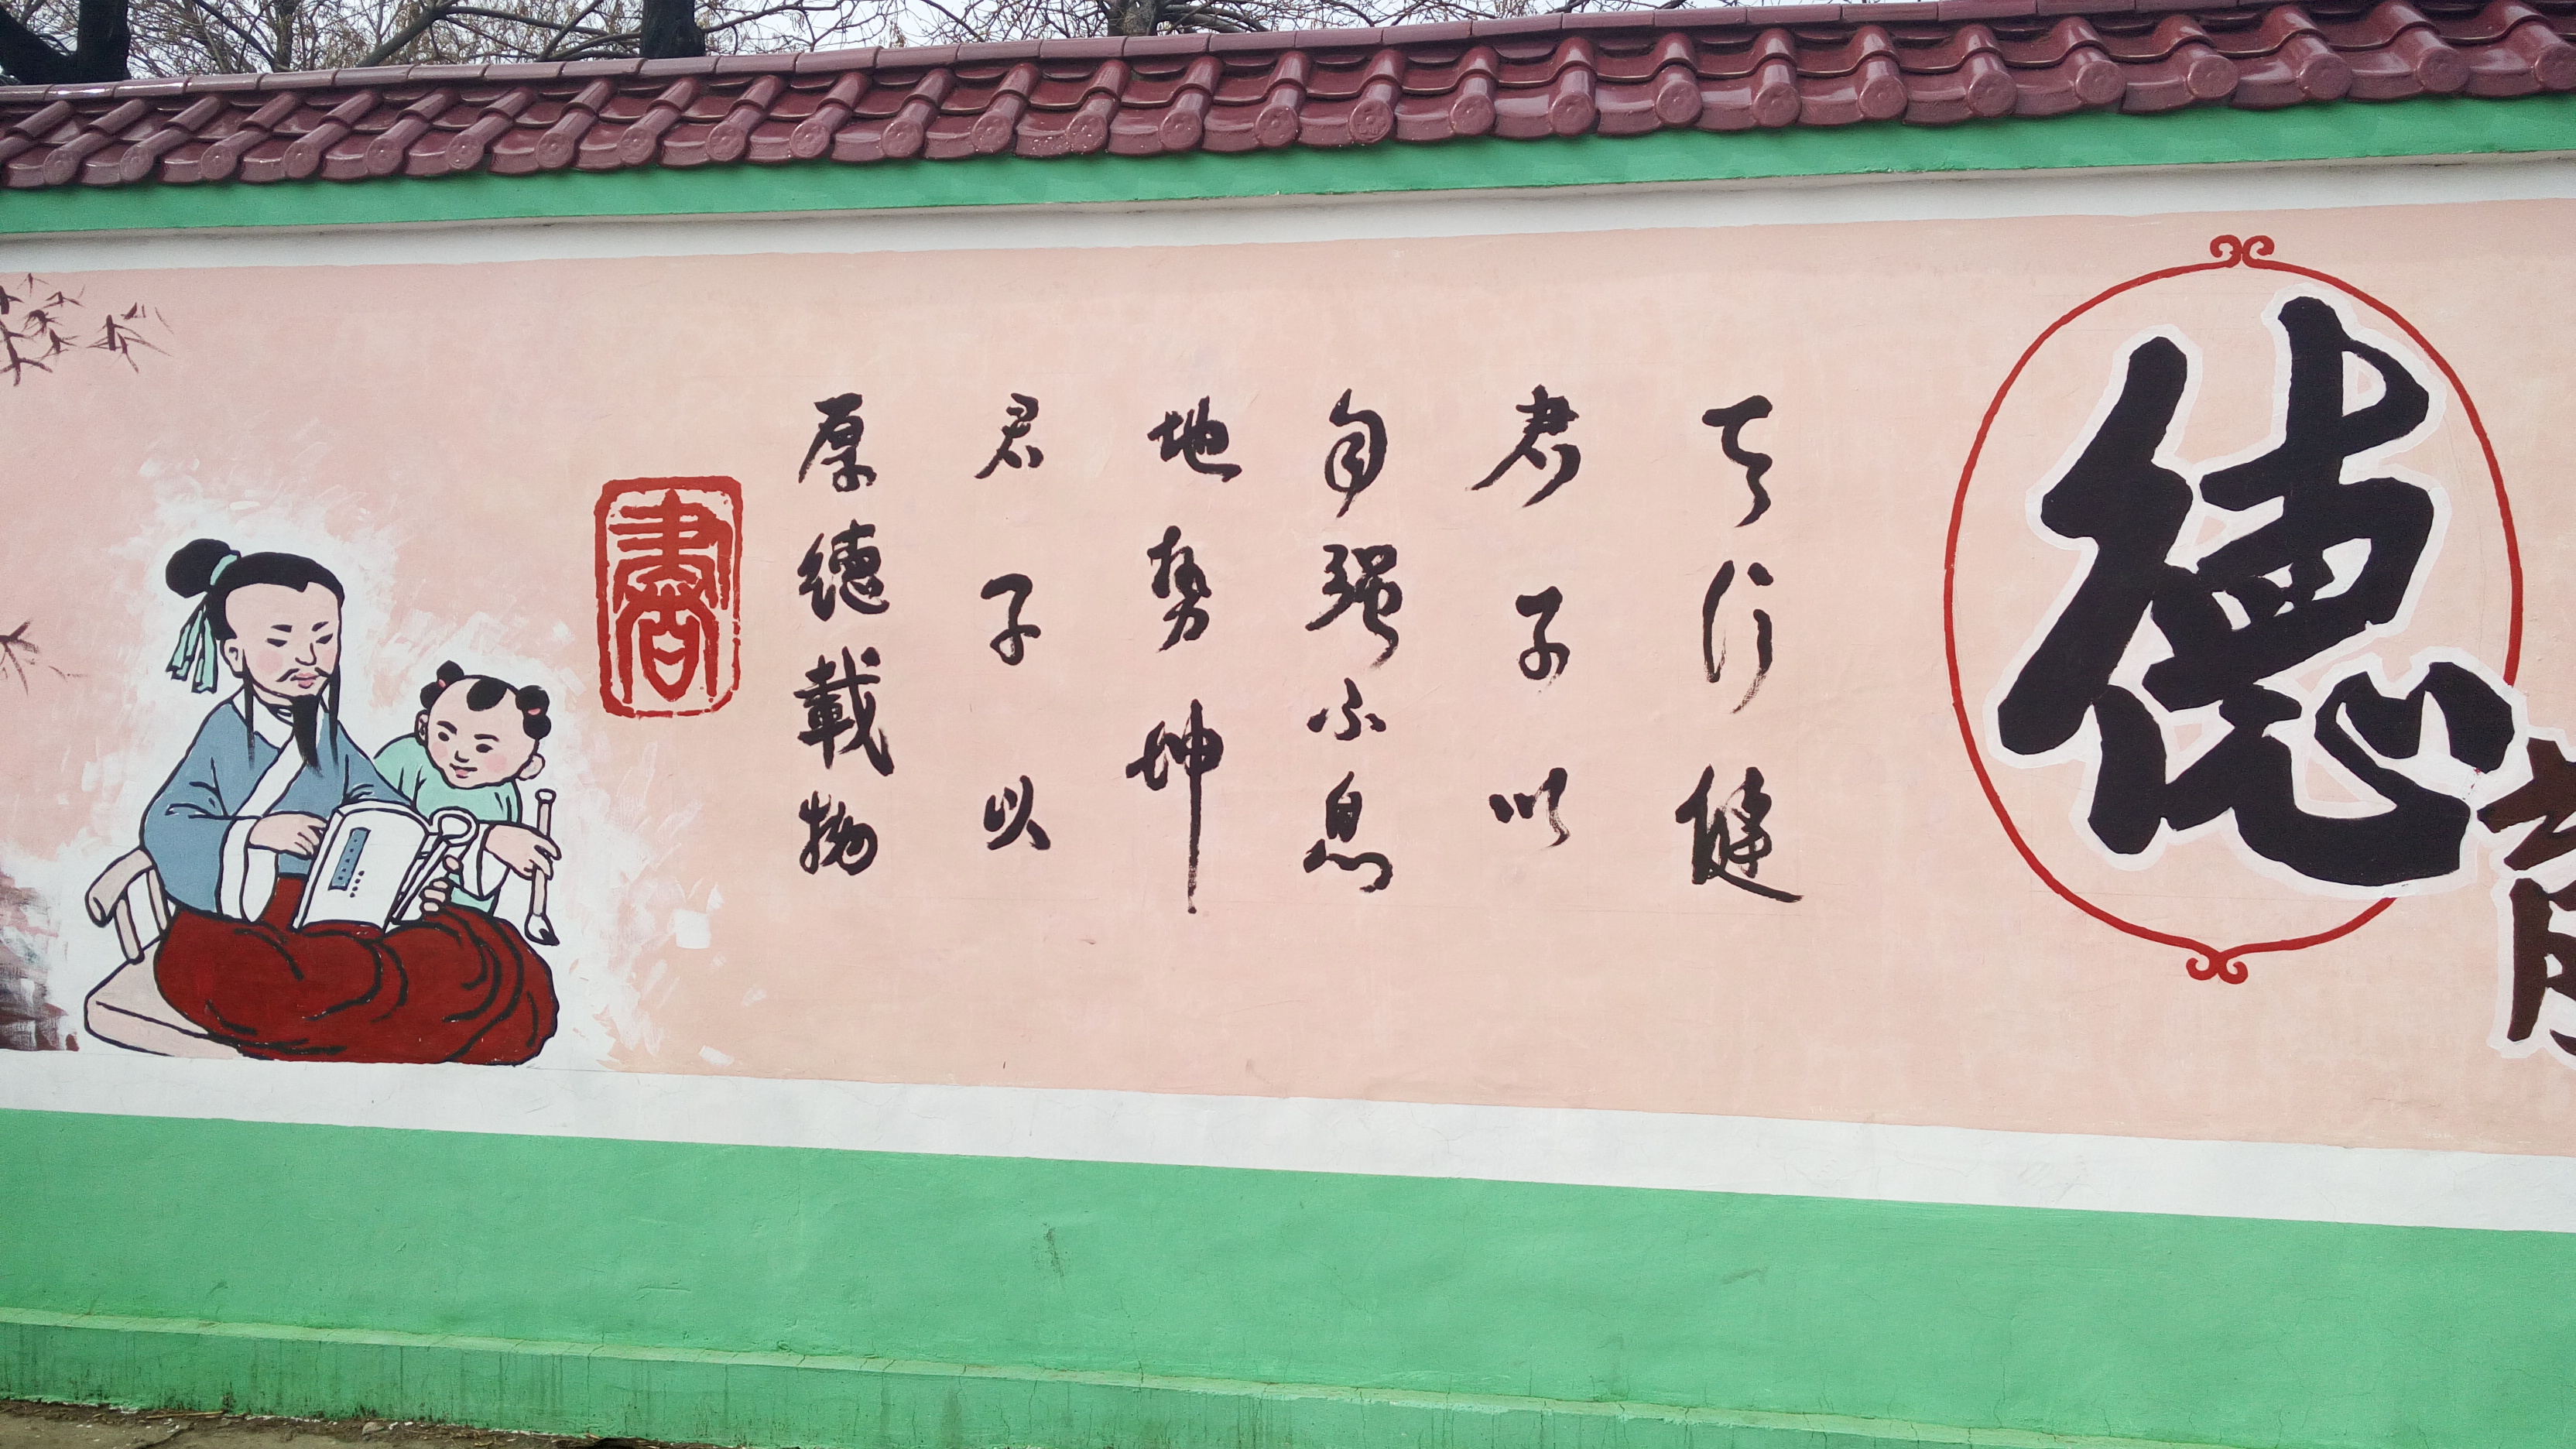 德育
天行健
君子以
自强不息
地势坤
君子以
厚德載物